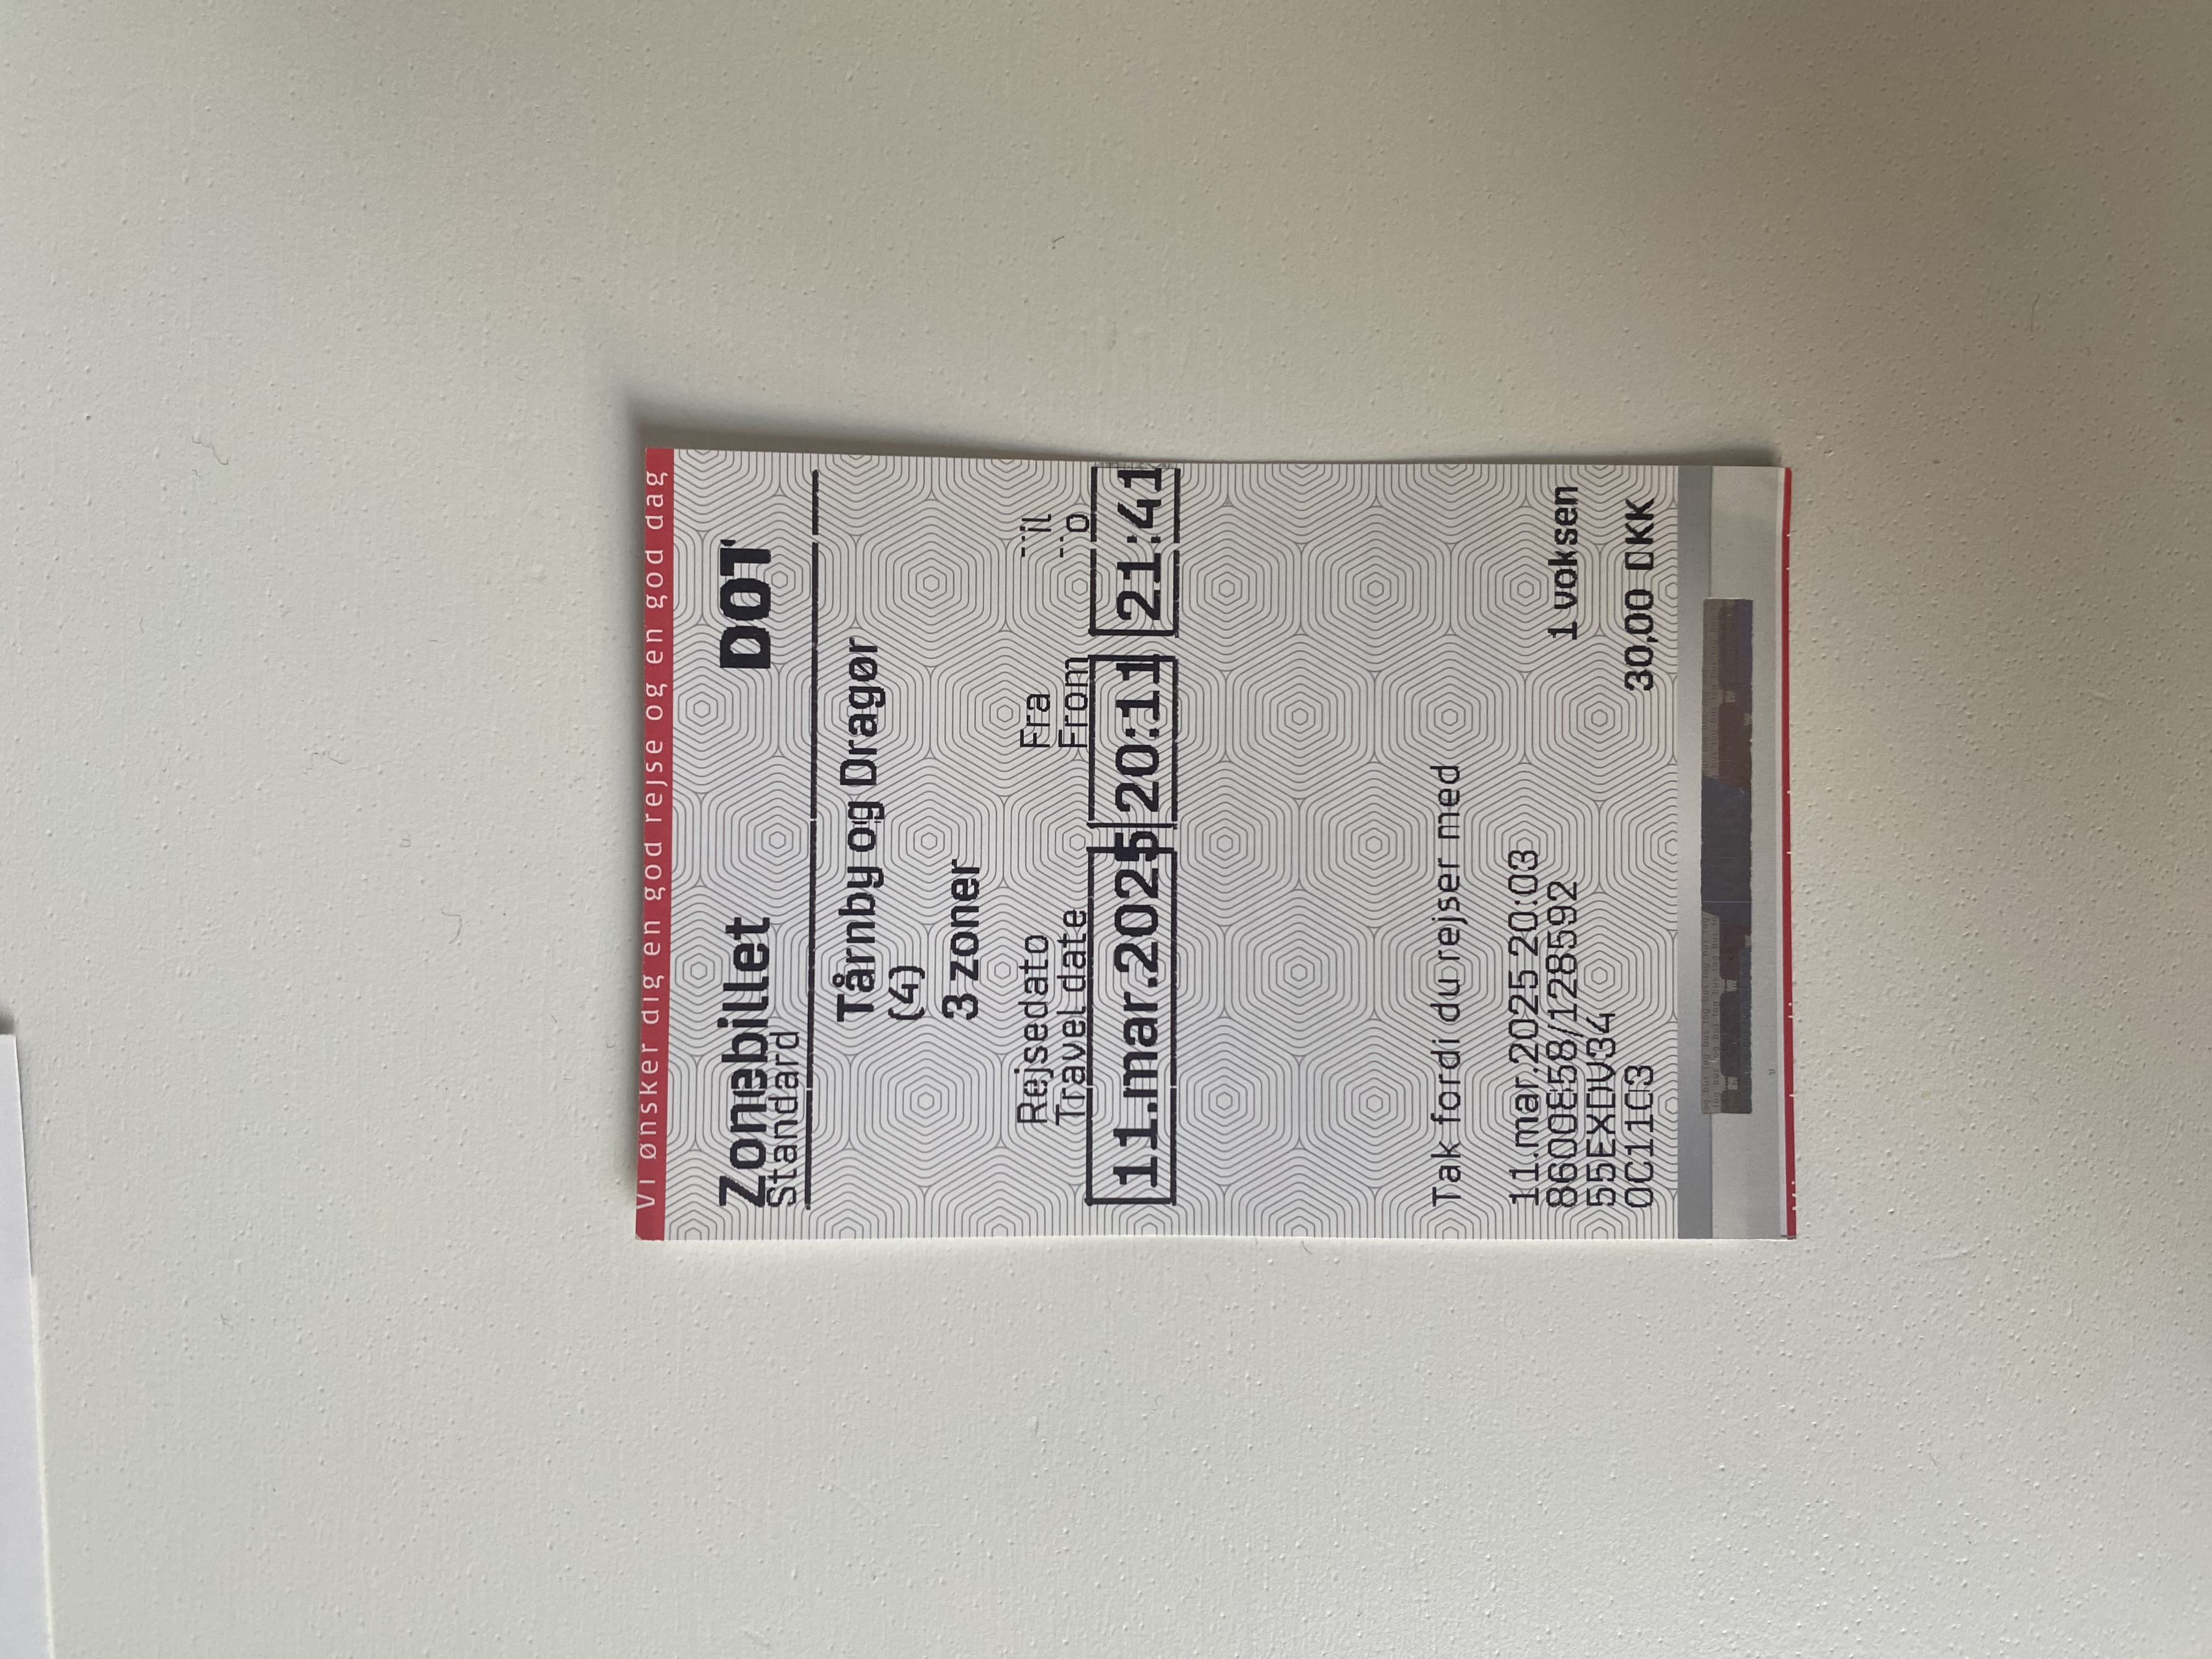 Vi ønsker dig en god rejse og en god dag
Zonebillet DOT
Standard
Tårnby og Dragør
(4)
3 zoner
Rejsedato Fra Til
Travel date From To
11.mar.2025 20:11 21:41
Tak fordi du rejser med
11.mar.2025 20:03
8600858/128592 1 voksen
55EXDV34
0C11C3 30,00 DKK